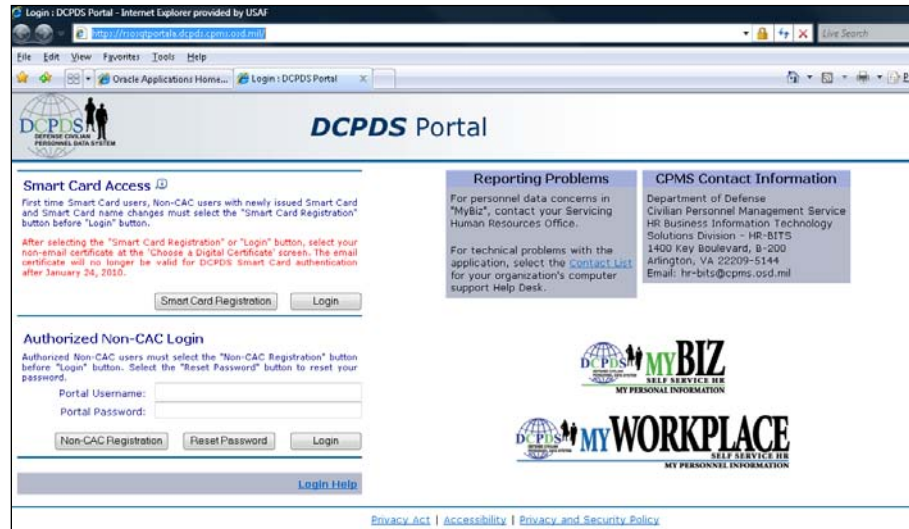 Login : DCPDS Portal - Internet Explorer provided by USAF
https://rsosqtportala.dcpds.cpms.osd.mil/
Live Search
File Edit View Favorites Tools Help
Oracle Applications Home... Login : DCPDS Portal
DCPDS
DEFENSE CIVILIAN
PERSONNEL DATA SYSTEM
DCPDS Portal
Smart Card Access
First time Smart Card users, Non-CAC users with newly issued Smart Card
and Smart Card name changes must select the "Smart Card Registration"
button before "Login" button.
After selecting the "Smart Card Registration" or "Login" button, select your
non-email certificate at the 'Choose a Digital Certificate' screen. The email
certificate will no longer be valid for DCPDS Smart Card authentication
after January 24, 2010.
Smart Card Registration Login
Authorized Non-CAC Login
Authorized Non-CAC users must select the "Non-CAC Registration" button
before "Login" button. Select the "Reset Password" button to reset your
password.
Portal Username:
Portal Password:
Non-CAC Registration Reset Password Login
Login Help
Reporting Problems
For personnel data concerns in
"MyBiz", contact your Servicing
Human Resources Office.
For technical problems with the
application, select the Contact List
for your organization's computer
support Help Desk.
CPMS Contact Information
Department of Defense
Civilian Personnel Management Service
HR Business Information Technology
Solutions Division - HR-BITS
1400 Key Boulevard, B-200
Arlington, VA 22209-5144
Email: hr-bits@cpms.osd.mil
DCPDS MY BIZ
SELF SERVICE HR
MY PERSONAL INFORMATION
DCPDS MY WORKPLACE
SELF SERVICE HR
MY PERSONNEL INFORMATION
Privacy Act | Accessibility | Privacy and Security Policy